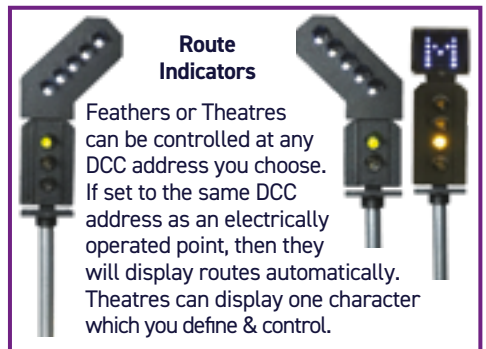 Route
Indicators
M
Feathers or Theatres
can be controlled at any
DCC address you choose.
If set to the same DCC
address as an electrically
operated point, then they
will display routes automatically.
Theatres can display one character
which you define & control.